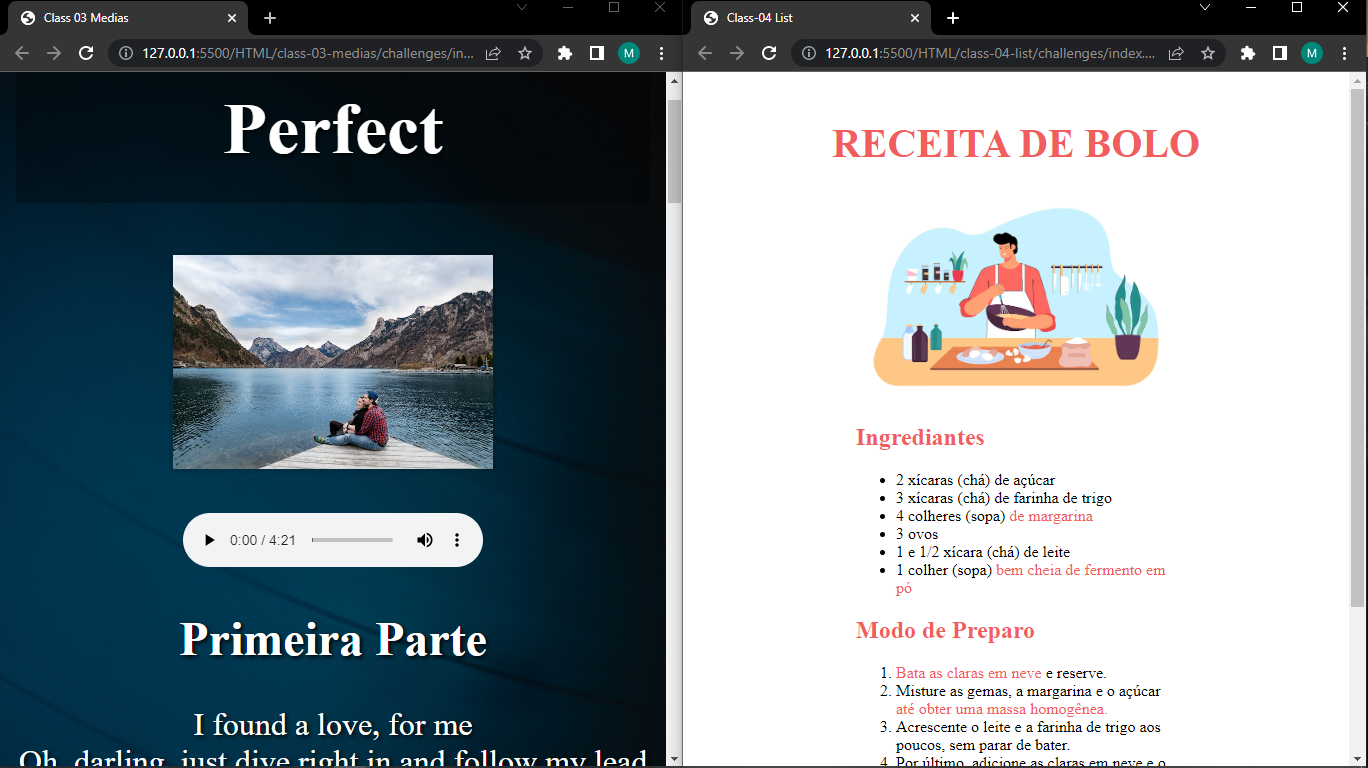 Class 03 Medias
127.0.0.1:5500/HTML/class-03-medias/challenges/in...
M
Perfect
0:00 / 4:21
Primeira Parte
I found a love, for me
Oh, darling, just dive right in and follow my lead
Class-04 List
127.0.0.1:5500/HTML/class-04-list/challenges/index....
M
RECEITA DE BOLO
Ingrediantes
• 2 xícaras (chá) de açúcar
• 3 xícaras (chá) de farinha de trigo
• 4 colheres (sopa) de margarina
• 3 ovos
• 1 e 1/2 xícara (chá) de leite
• 1 colher (sopa) bem cheia de fermento em
pó
Modo de Preparo
1. Bata as claras em neve e reserve.
2. Misture as gemas, a margarina e o açúcar
até obter uma massa homogênea.
3. Acrescente o leite e a farinha de trigo aos
poucos, sem parar de bater.
4. Por último, adicione as claras em neve e o